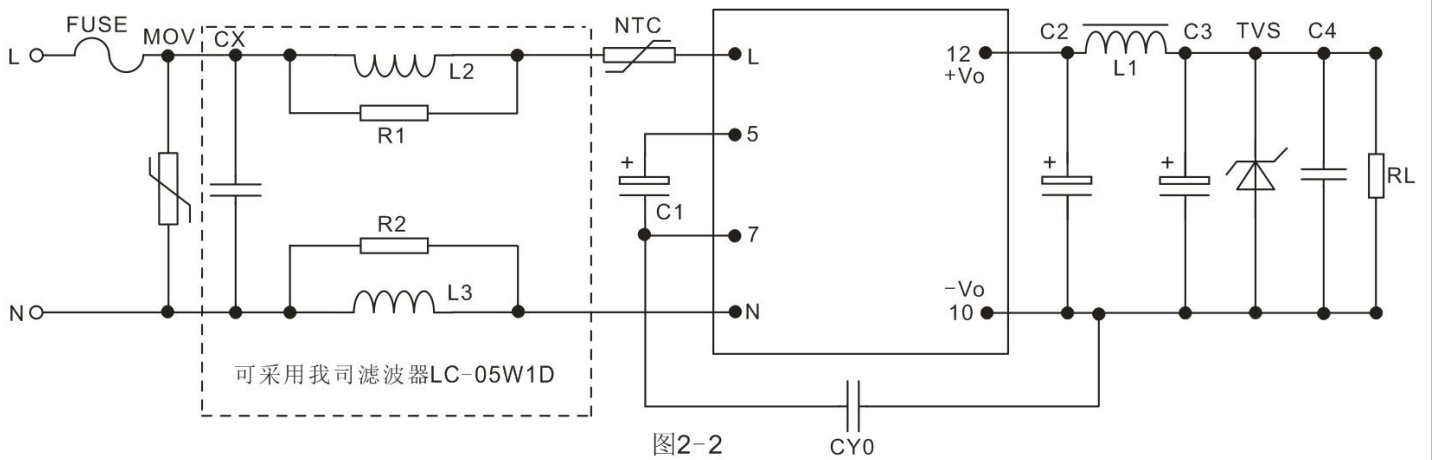 FUSE
MOV
CX
L2
R1
R2
L3
NTC
L
N
可采用我司滤波器LC-05W1D
L
5
7
N
C1
12
+Vo
-Vo
10
C2
L1
C3
TVS
C4
RL
CY0
图2-2